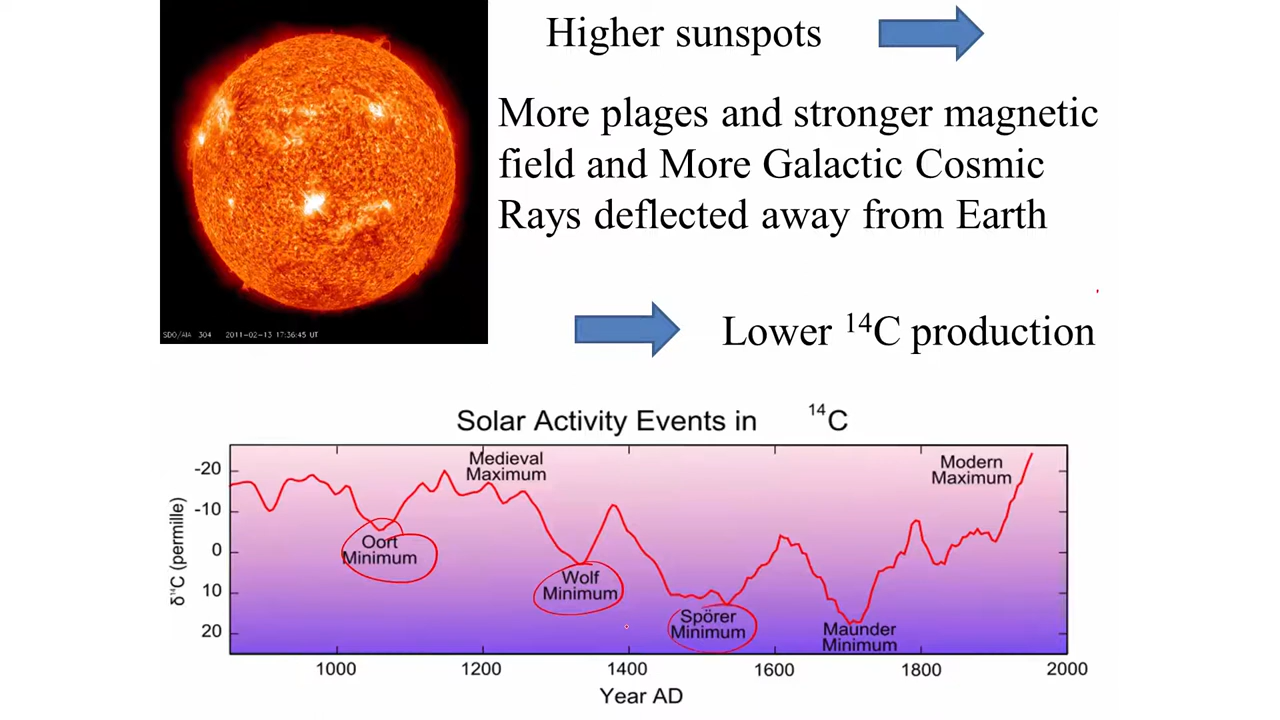 Higher sunspots
More plages and stronger magnetic
field and More Galactic Cosmic
Rays deflected away from Earth
SDO/AIA 304 2011-02-13 17:36:45 UT
Lower ¹⁴C production
Solar Activity Events in ¹⁴C
δ¹⁴C (permille)
-20
-10
0
10
20
Oort
Minimum
Medieval
Maximum
Wolf
Minimum
Spörer
Minimum
Maunder
Minimum
Modern
Maximum
1000 1200 1400 1600 1800 2000
Year AD